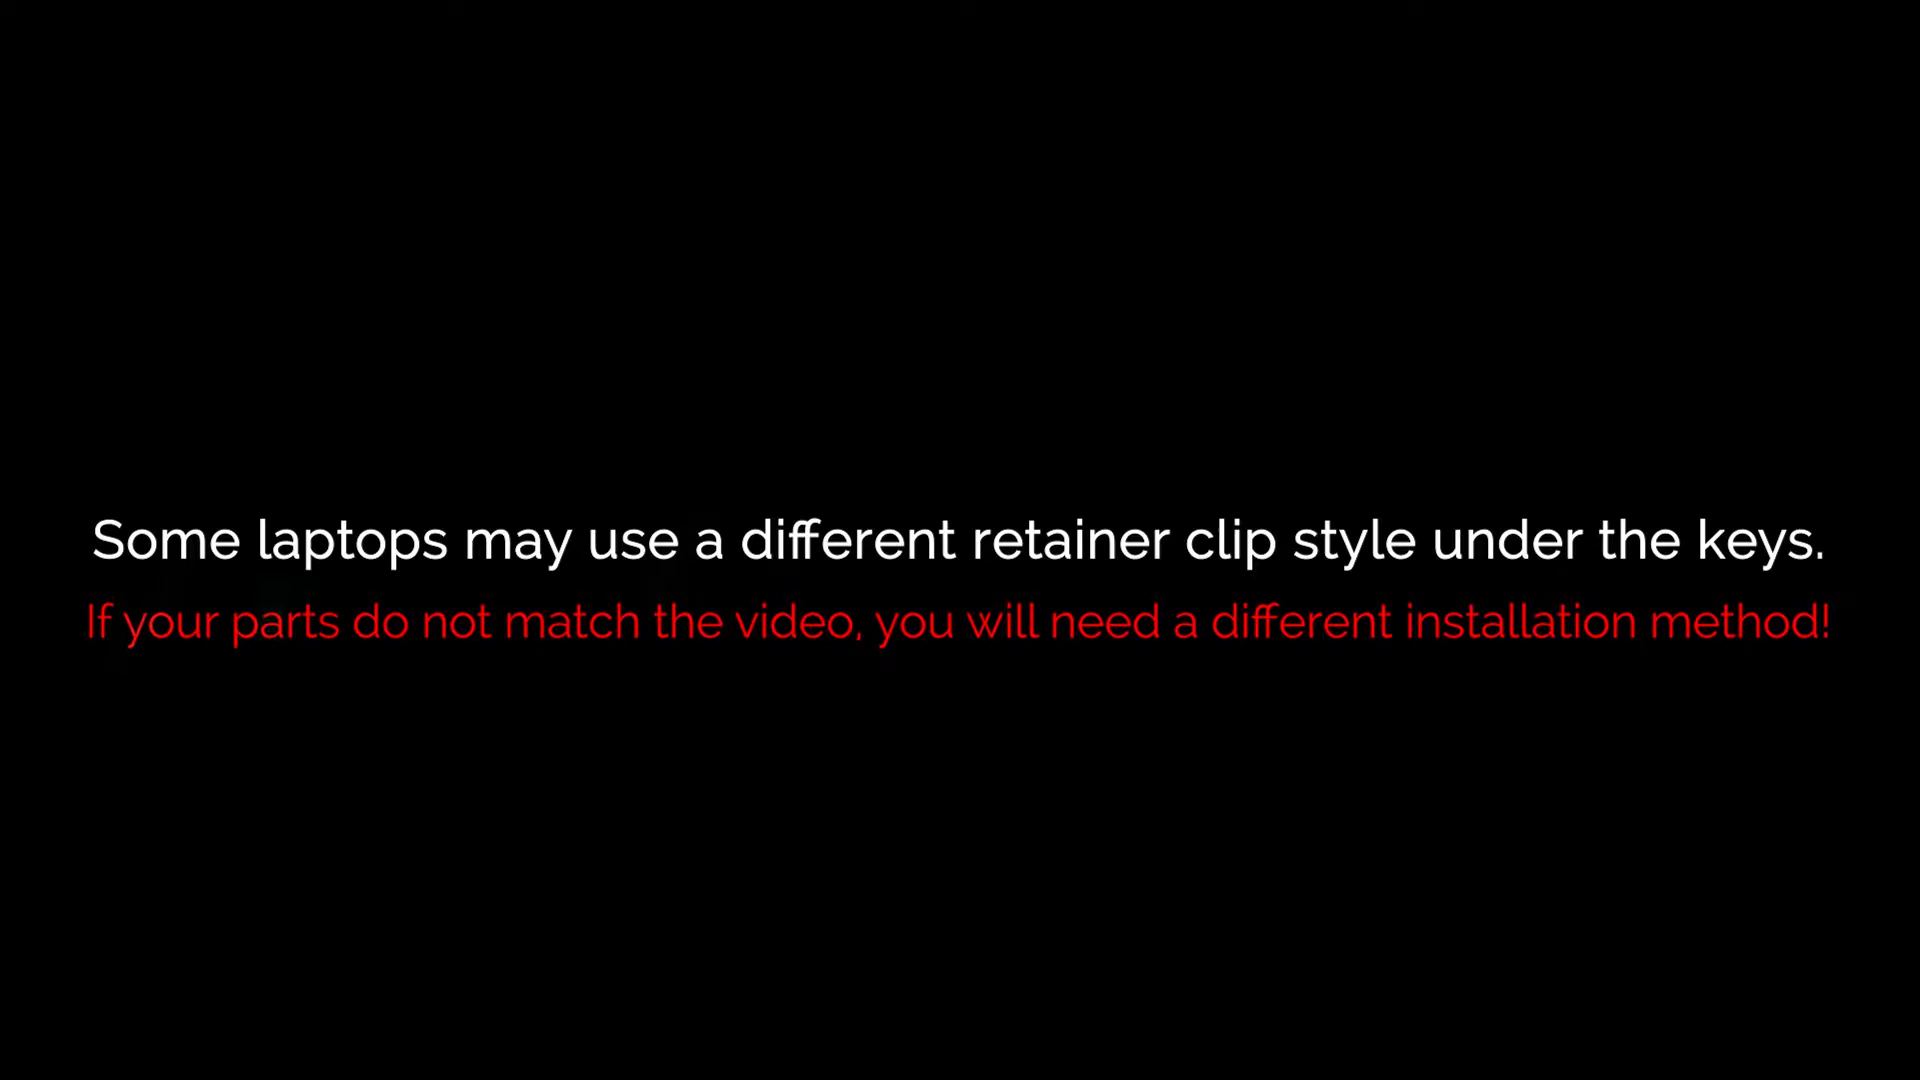 Some laptops may use a different retainer clip style under the keys.
If your parts do not match the video, you will need a different installation method!